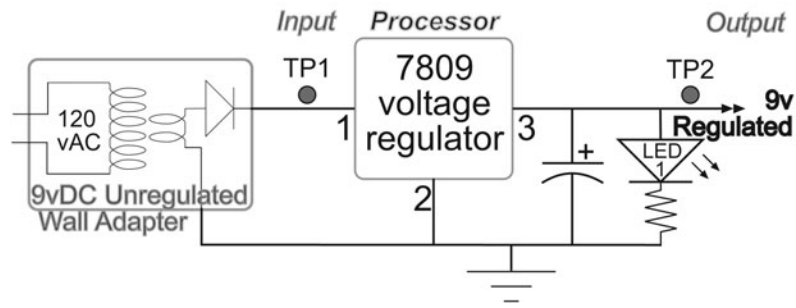 Input
Processor
Output
TP1
7809
voltage
regulator
TP2
1
3
2
9v
Regulated
120
vAC
9vDC Unregulated
Wall Adapter
+
LED
1